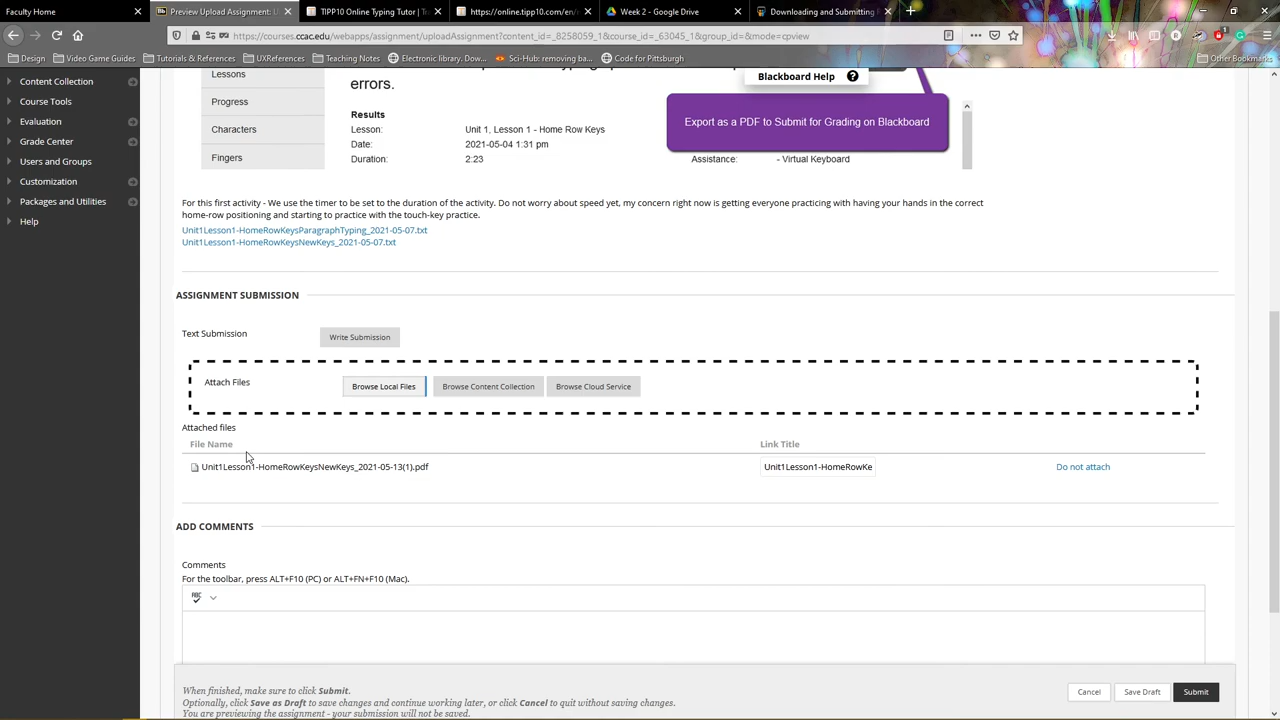 Faculty Home
Preview Upload Assignment: U
TIPP10 Online Typing Tutor | Te
https://online.tipp10.com/en/r
Week 2 - Google Drive
Downloading and Submitting F
https://courses.ccac.edu/webapps/assignment/uploadAssignment?content_id=_8258059_1&course_id=_63045_1&group_id=&mode=cpview
Design
Video Game Guides
Tutorials & References
UXReferences
Teaching Notes
Electronic library. Dow...
Sci-Hub: removing ba...
Code for Pittsburgh
Other Bookmarks
Content Collection
Course Tools
Evaluation
Grade Center
Users and Groups
Customization
Packages and Utilities
Help
Lessons
Progress
Characters
Fingers
errors.
Results
Lesson: Unit 1, Lesson 1 - Home Row Keys
Date: 2021-05-04 1:31 pm
Duration: 2:23
Blackboard Help
Export as a PDF to Submit for Grading on Blackboard
Assistance: - Virtual Keyboard
For this first activity - We use the timer to be set to the duration of the activity. Do not worry about speed yet, my concern right now is getting everyone practicing with having your hands in the correct
home-row positioning and starting to practice with the touch-key practice.
Unit1Lesson1-HomeRowKeysParagraphTyping_2021-05-07.txt
Unit1Lesson1-HomeRowKeysNewKeys_2021-05-07.txt
ASSIGNMENT SUBMISSION
Text Submission
Write Submission
Attach Files
Browse Local Files
Browse Content Collection
Browse Cloud Service
Attached files
File Name
Link Title
Unit1Lesson1-HomeRowKeysNewKeys_2021-05-13(1).pdf
Unit1Lesson1-HomeRowKe
Do not attach
ADD COMMENTS
Comments
For the toolbar, press ALT+F10 (PC) or ALT+FN+F10 (Mac).
ABC
When finished, make sure to click Submit.
Optionally, click Save as Draft to save changes and continue working later, or click Cancel to quit without saving changes.
You are previewing the assignment - your submission will not be saved.
Cancel
Save Draft
Submit